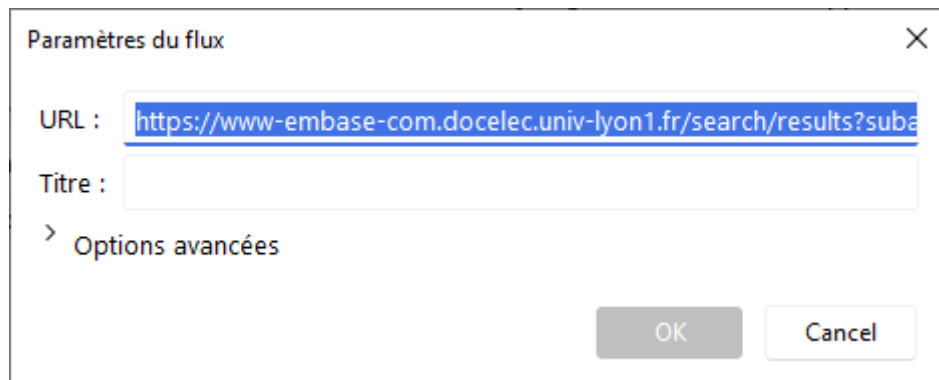 Paramètres du flux
URL : https://www-embase-com.docelec.univ-lyon1.fr/search/results?suba
Titre :
Options avancées
OK Cancel